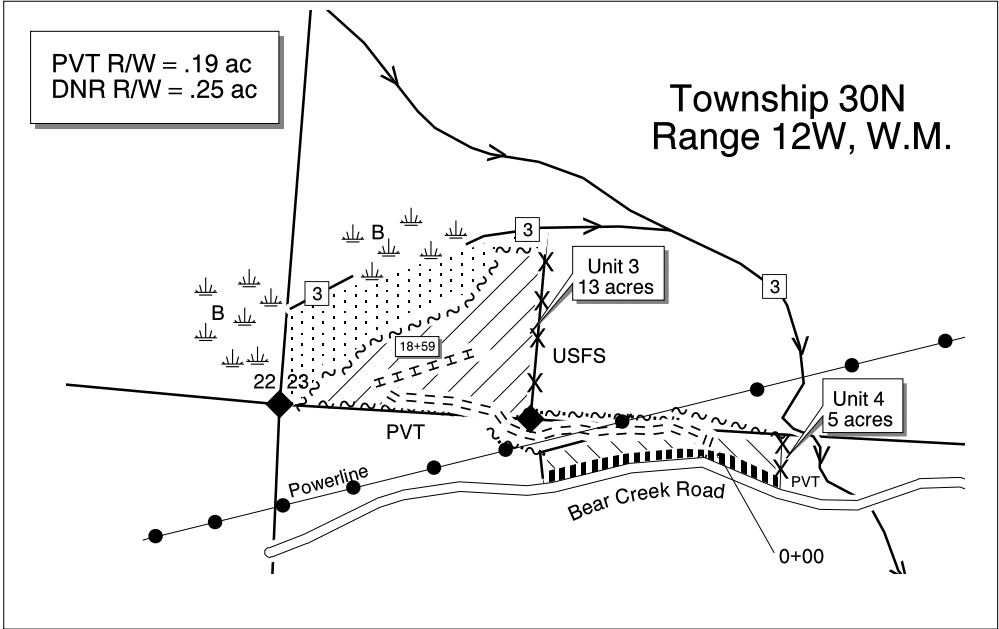 PVT R/W = .19 ac
DNR R/W = .25 ac
Township 30N
Range 12W, W.M.
B
3
3
Unit 3
13 acres
B
3
3
18+59
USFS
22 23
Unit 4
5 acres
PVT
Powerline
PVT
Bear Creek Road
0+00